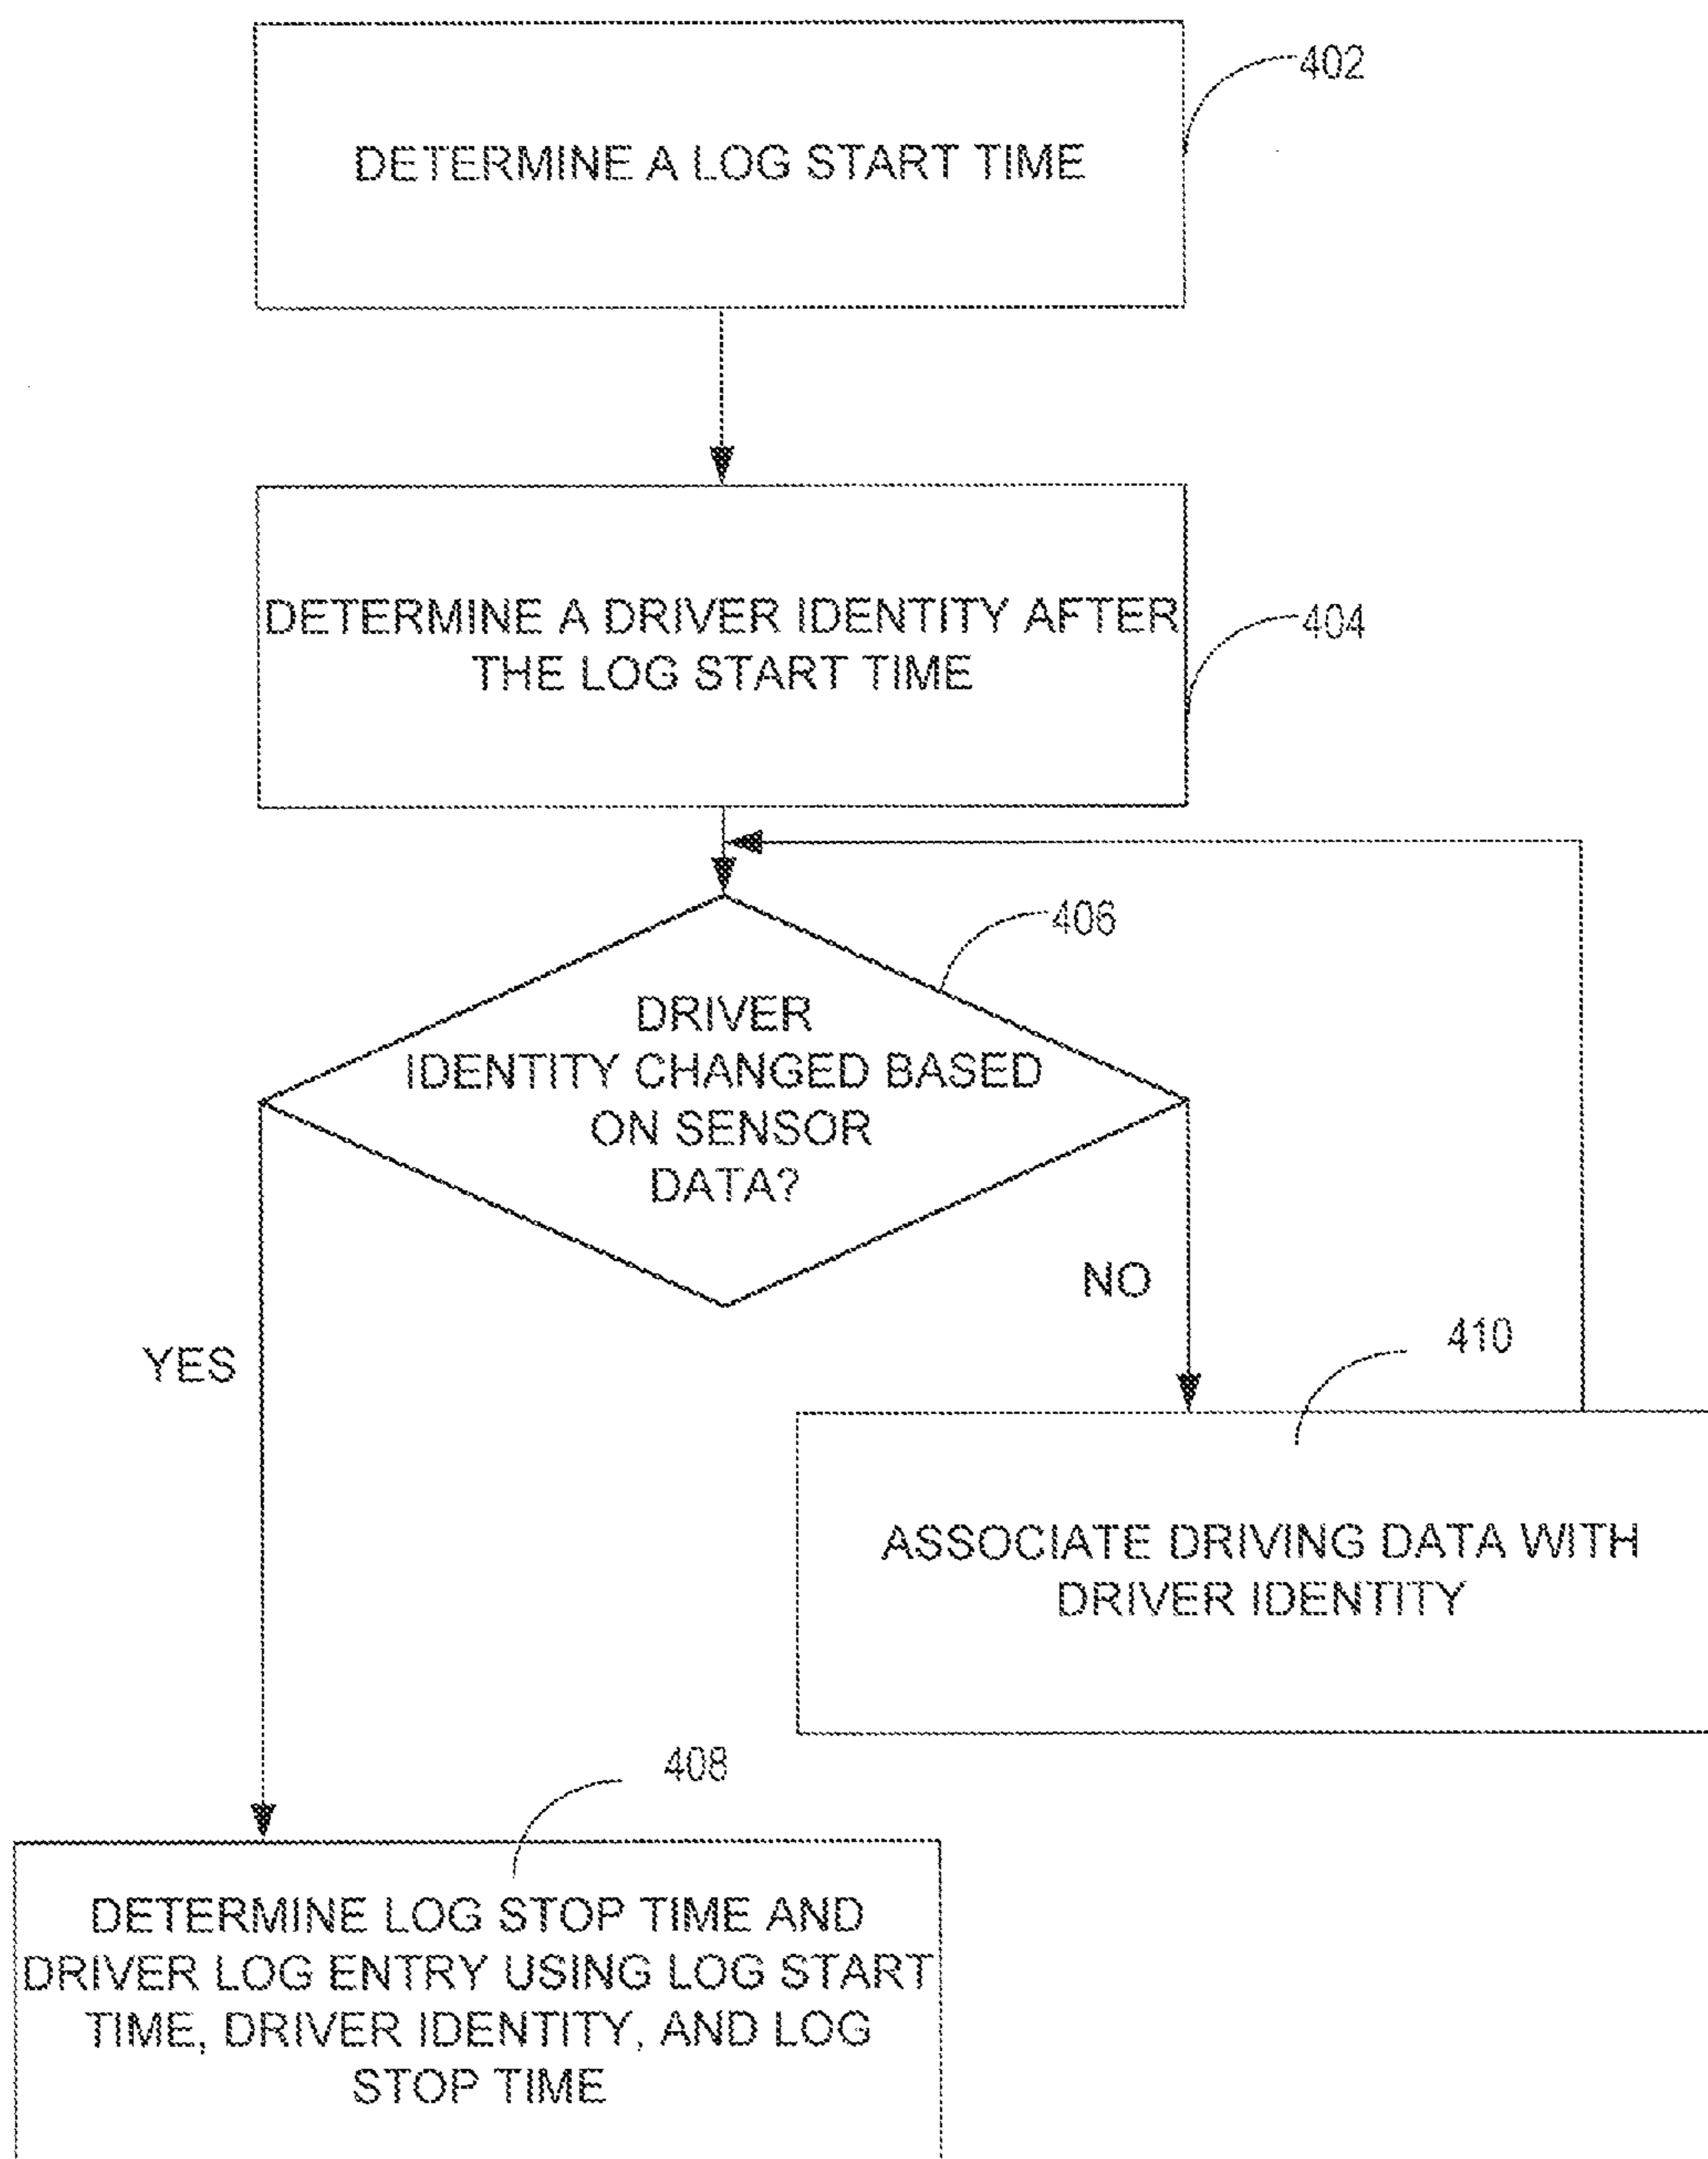 402
DETERMINE A LOG START TIME
DETERMINE A DRIVER IDENTITY AFTER
THE LOG START TIME
404
406
DRIVER
IDENTITY CHANGED BASED
ON SENSOR
DATA?
NO
YES
410
ASSOCIATE DRIVING DATA WITH
DRIVER IDENTITY
408
DETERMINE LOG STOP TIME AND
DRIVER LOG ENTRY USING LOG START
TIME, DRIVER IDENTITY, AND LOG
STOP TIME